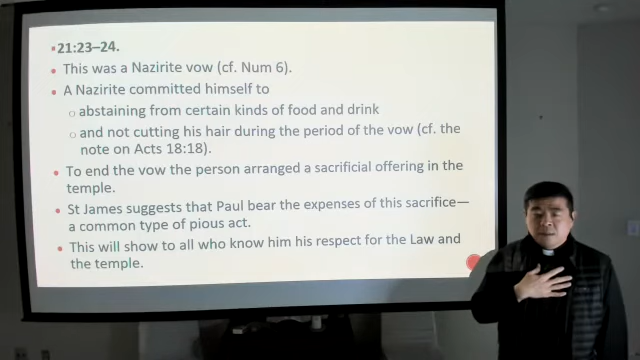 21:23–24.
This was a Nazirite vow (cf. Num 6).
A Nazirite committed himself to
abstaining from certain kinds of food and drink
and not cutting his hair during the period of the vow (cf. the
note on Acts 18:18).
To end the vow the person arranged a sacrificial offering in the
temple.
St James suggests that Paul bear the expenses of this sacrifice—
a common type of pious act.
This will show to all who know him his respect for the Law and
the temple.